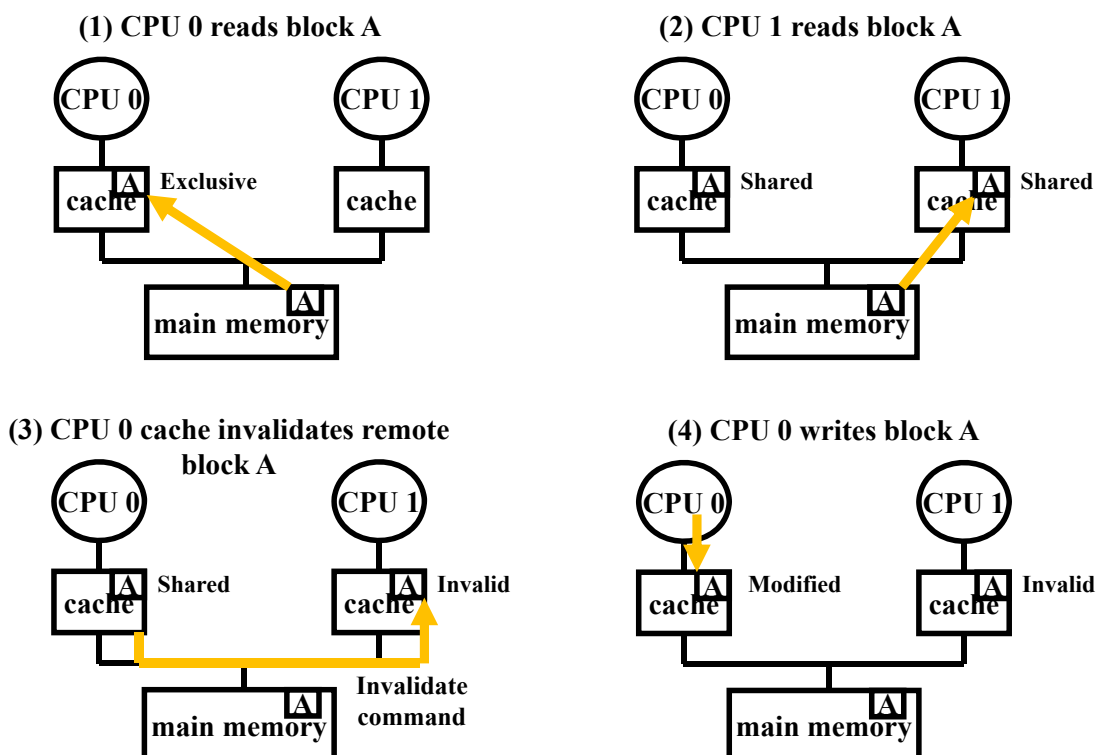 (1) CPU 0 reads block A
CPU 0
CPU 1
A
Exclusive
cache
cache
A
main memory
(2) CPU 1 reads block A
CPU 0
CPU 1
A
Shared
A
Shared
cache
cache
A
main memory
(3) CPU 0 cache invalidates remote
block A
CPU 0
CPU 1
A
Shared
A
Invalid
cache
cache
Invalidate
command
A
main memory
(4) CPU 0 writes block A
CPU 0
CPU 1
A
Modified
A
Invalid
cache
cache
A
main memory